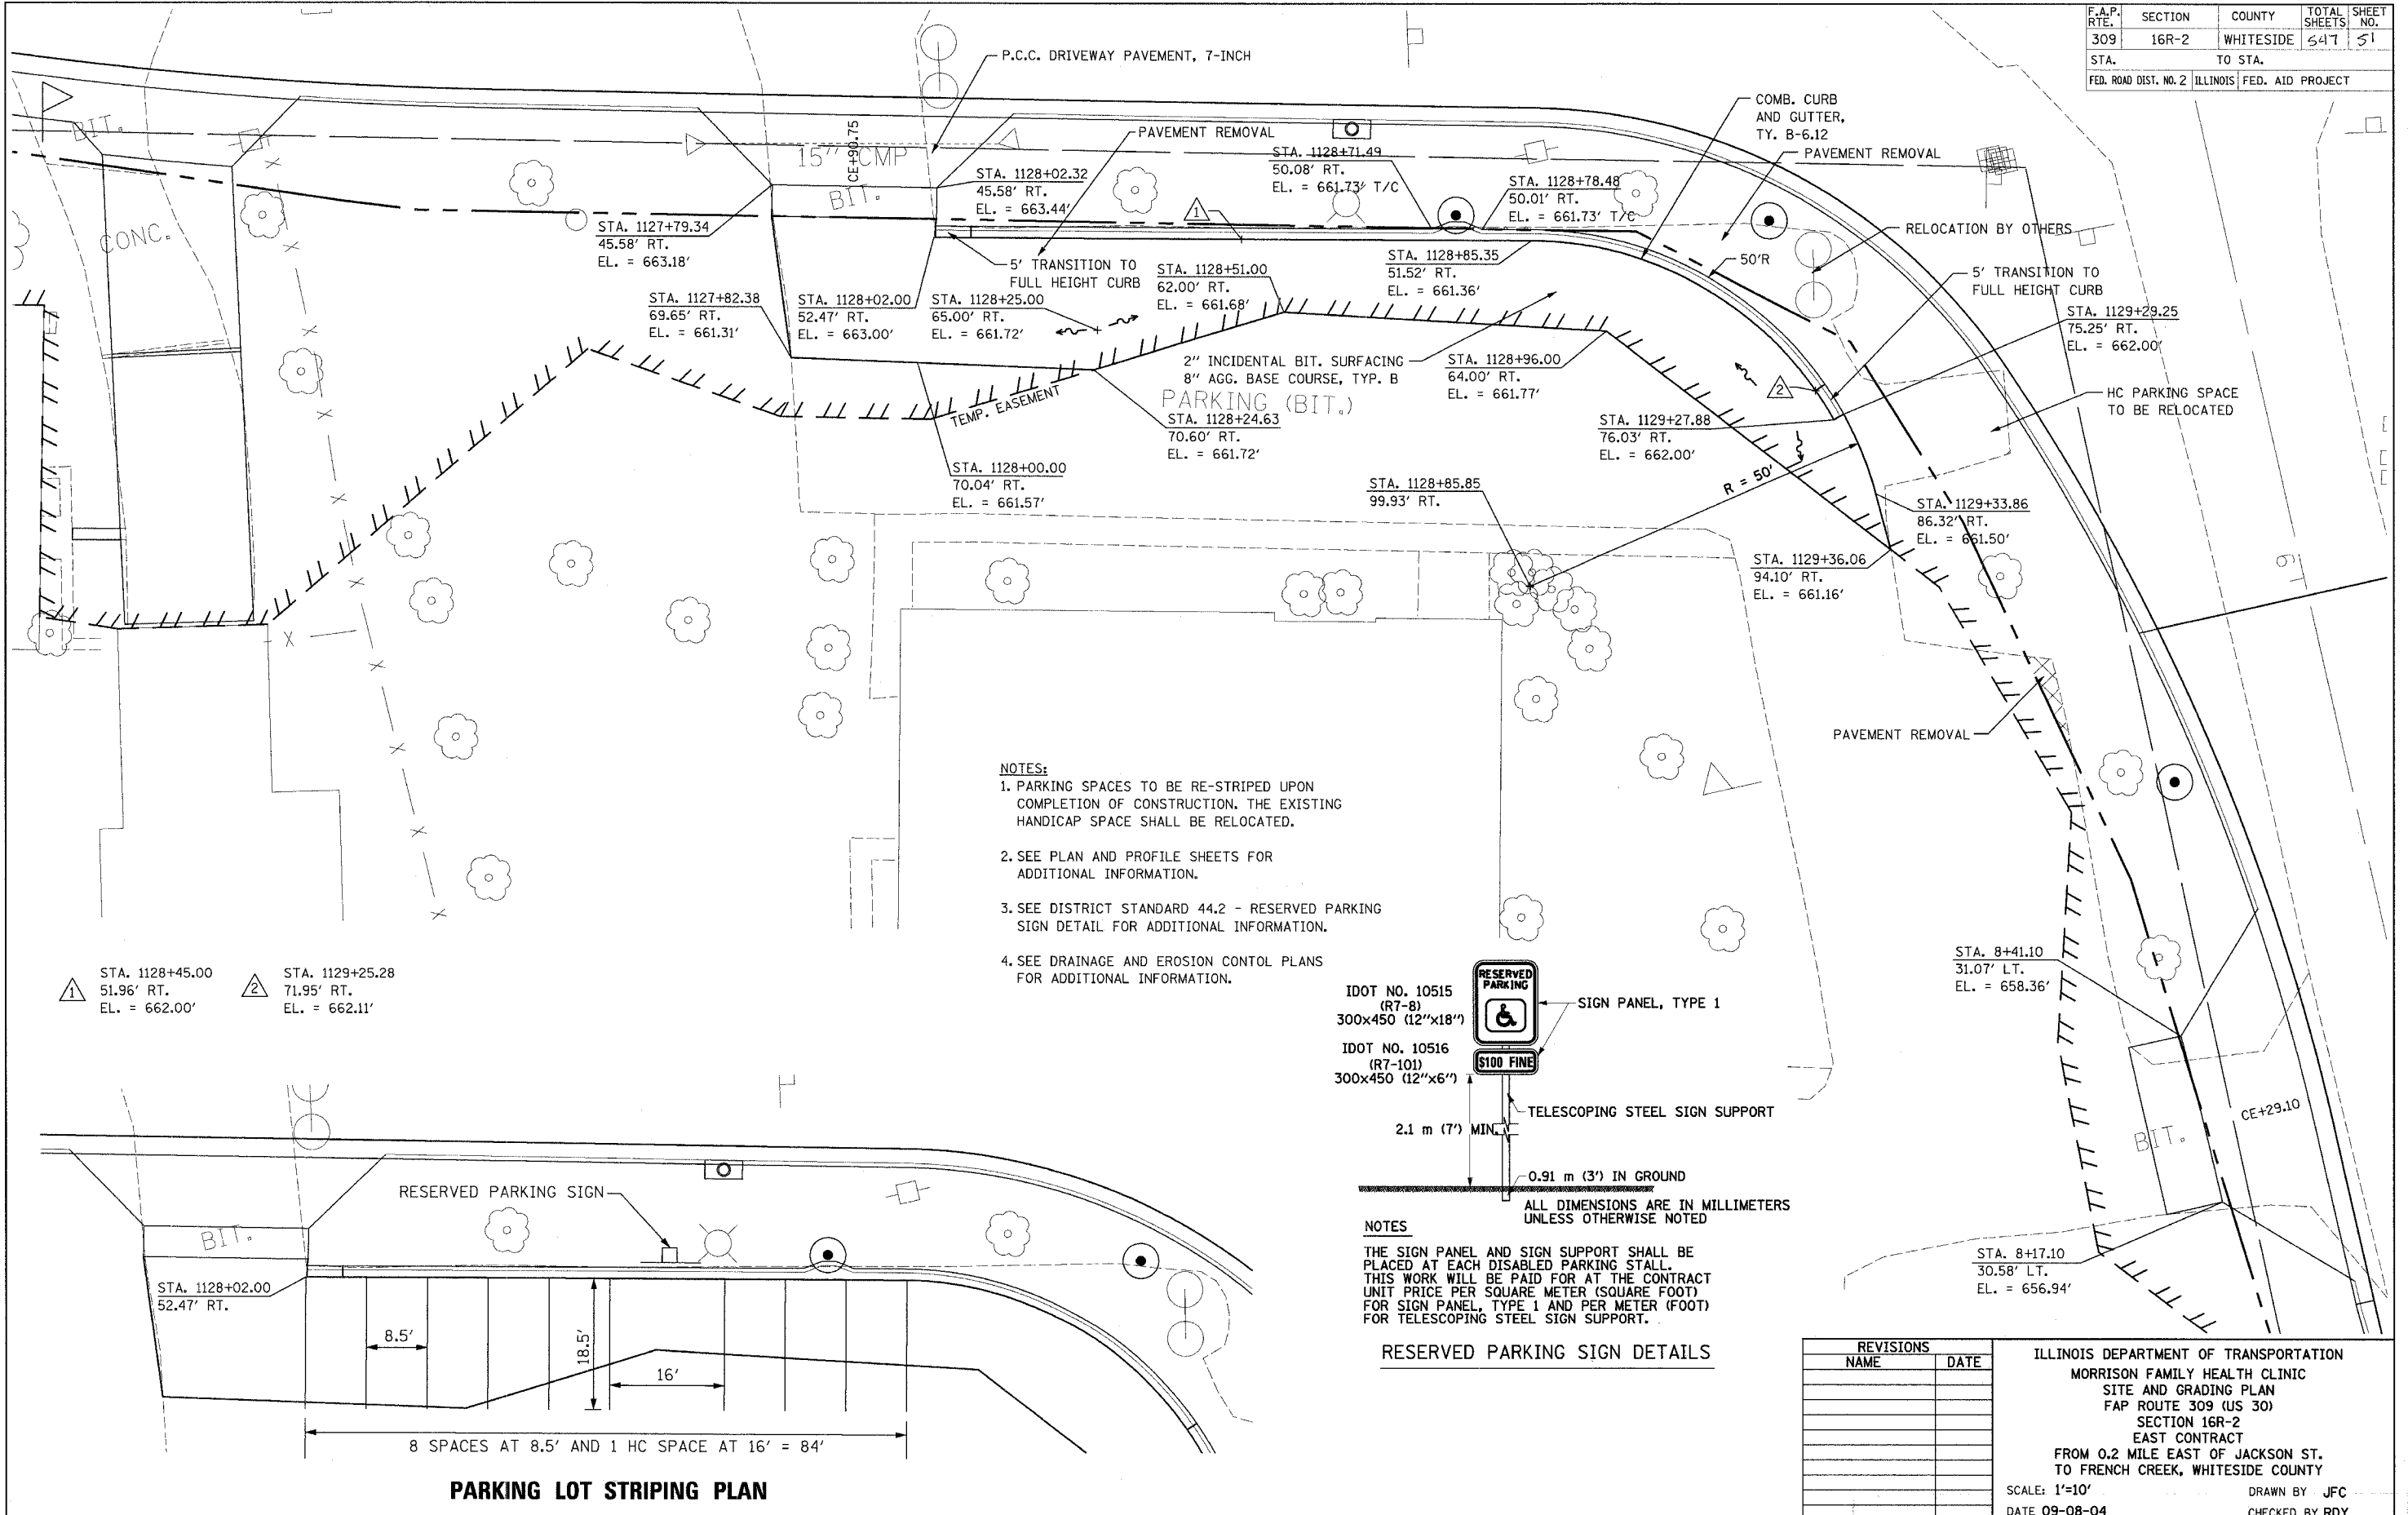 F.A.P. RTE. SECTION COUNTY TOTAL SHEETS SHEET NO.
309 16R-2 WHITESIDE 547 51
STA. TO STA.
FED. ROAD DIST. NO. 2 ILLINOIS FED. AID PROJECT
P.C.C. DRIVEWAY PAVEMENT, 7-INCH
BIT.
CONC.
15" CMP
CE+90.75
BIT.
PAVEMENT REMOVAL
STA. 1128+02.32
45.58' RT.
EL. = 663.44'
STA. 1128+71.49
50.08' RT.
EL. = 661.73' T/C
COMB. CURB
AND GUTTER,
TY. B-6.12
PAVEMENT REMOVAL
STA. 1128+78.48
50.01' RT.
EL. = 661.73' T/C
RELOCATION BY OTHERS
STA. 1127+79.34
45.58' RT.
EL. = 663.18'
1
5' TRANSITION TO
FULL HEIGHT CURB
STA. 1128+51.00
62.00' RT.
EL. = 661.68'
STA. 1128+85.35
51.52' RT.
EL. = 661.36'
50'R
5' TRANSITION TO
FULL HEIGHT CURB
STA. 1127+82.38
69.65' RT.
EL. = 661.31'
STA. 1128+02.00
52.47' RT.
EL. = 663.00'
STA. 1128+25.00
65.00' RT.
EL. = 661.72'
STA. 1129+29.25
75.25' RT.
EL. = 662.00'
2" INCIDENTAL BIT. SURFACING
8" AGG. BASE COURSE, TYP. B
PARKING (BIT.)
STA. 1128+96.00
64.00' RT.
EL. = 661.77'
2
HC PARKING SPACE
TO BE RELOCATED
TEMP. EASEMENT
STA. 1128+24.63
70.60' RT.
EL. = 661.72'
STA. 1129+27.88
76.03' RT.
EL. = 662.00'
STA. 1128+00.00
70.04' RT.
EL. = 661.57'
STA. 1128+85.85
99.93' RT.
R = 50'
STA. 1129+33.86
86.32' RT.
EL. = 661.50'
STA. 1129+36.06
94.10' RT.
EL. = 661.16'
PAVEMENT REMOVAL
NOTES:
1. PARKING SPACES TO BE RE-STRIPED UPON
COMPLETION OF CONSTRUCTION. THE EXISTING
HANDICAP SPACE SHALL BE RELOCATED.
2. SEE PLAN AND PROFILE SHEETS FOR
ADDITIONAL INFORMATION.
3. SEE DISTRICT STANDARD 44.2 - RESERVED PARKING
SIGN DETAIL FOR ADDITIONAL INFORMATION.
4. SEE DRAINAGE AND EROSION CONTOL PLANS
FOR ADDITIONAL INFORMATION.
1
STA. 1128+45.00
51.96' RT.
EL. = 662.00'
2
STA. 1129+25.28
71.95' RT.
EL. = 662.11'
STA. 8+41.10
31.07' LT.
EL. = 658.36'
CE+29.10
BIT.
STA. 8+17.10
30.58' LT.
EL. = 656.94'
IDOT NO. 10515
(R7-8)
300x450 (12"x18")
RESERVED
PARKING
SIGN PANEL, TYPE 1
IDOT NO. 10516
(R7-101)
300x450 (12"x6")
$100 FINE
TELESCOPING STEEL SIGN SUPPORT
2.1 m (7') MIN.
0.91 m (3') IN GROUND
ALL DIMENSIONS ARE IN MILLIMETERS
UNLESS OTHERWISE NOTED
NOTES
THE SIGN PANEL AND SIGN SUPPORT SHALL BE
PLACED AT EACH DISABLED PARKING STALL.
THIS WORK WILL BE PAID FOR AT THE CONTRACT
UNIT PRICE PER SQUARE METER (SQUARE FOOT)
FOR SIGN PANEL, TYPE 1 AND PER METER (FOOT)
FOR TELESCOPING STEEL SIGN SUPPORT.
RESERVED PARKING SIGN DETAILS
RESERVED PARKING SIGN
BIT.
STA. 1128+02.00
52.47' RT.
8.5'
18.5'
16'
8 SPACES AT 8.5' AND 1 HC SPACE AT 16' = 84'
PARKING LOT STRIPING PLAN
REVISIONS
NAME DATE
ILLINOIS DEPARTMENT OF TRANSPORTATION
MORRISON FAMILY HEALTH CLINIC
SITE AND GRADING PLAN
FAP ROUTE 309 (US 30)
SECTION 16R-2
EAST CONTRACT
FROM 0.2 MILE EAST OF JACKSON ST.
TO FRENCH CREEK, WHITESIDE COUNTY
SCALE: 1'=10'
DRAWN BY JFC
DATE 09-08-04
CHECKED BY RDY